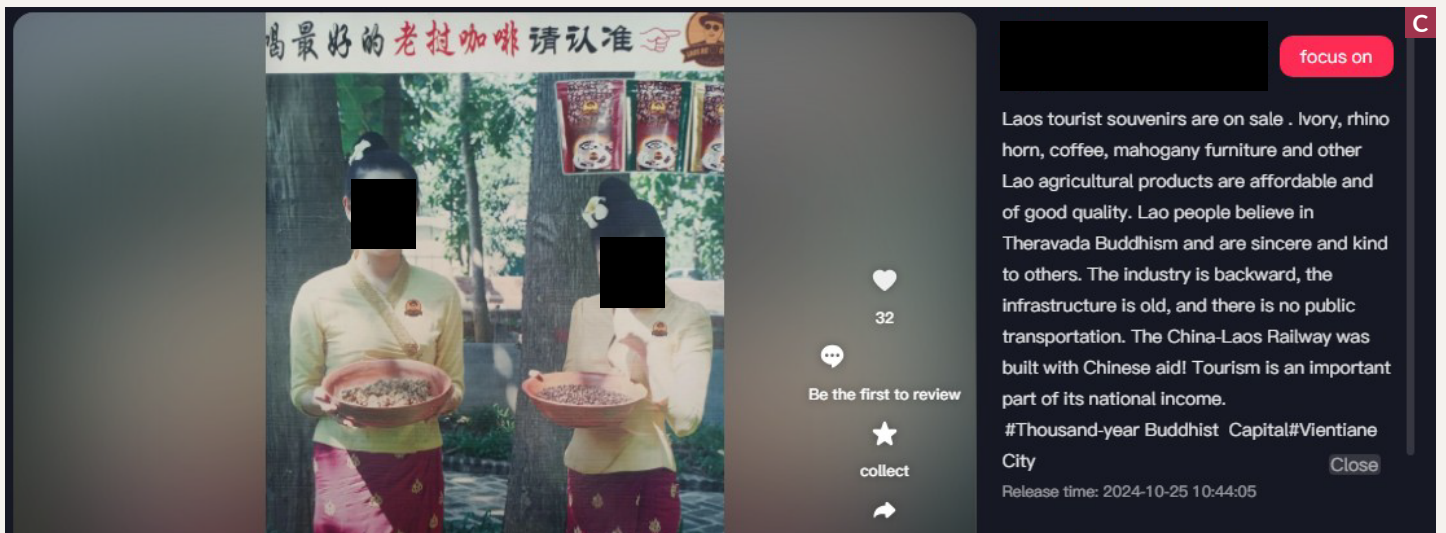 喝最好的老挝咖啡请认准
C
focus on
Laos tourist souvenirs are on sale . Ivory, rhino
horn, coffee, mahogany furniture and other
Lao agricultural products are affordable and
of good quality. Lao people believe in
Theravada Buddhism and are sincere and kind
to others. The industry is backward, the
infrastructure is old, and there is no public
transportation. The China-Laos Railway was
built with Chinese aid! Tourism is an important
part of its national income.
#Thousand-year Buddhist Capital#Vientiane
City
Close
Release time: 2024-10-25 10:44:05
32
Be the first to review
collect